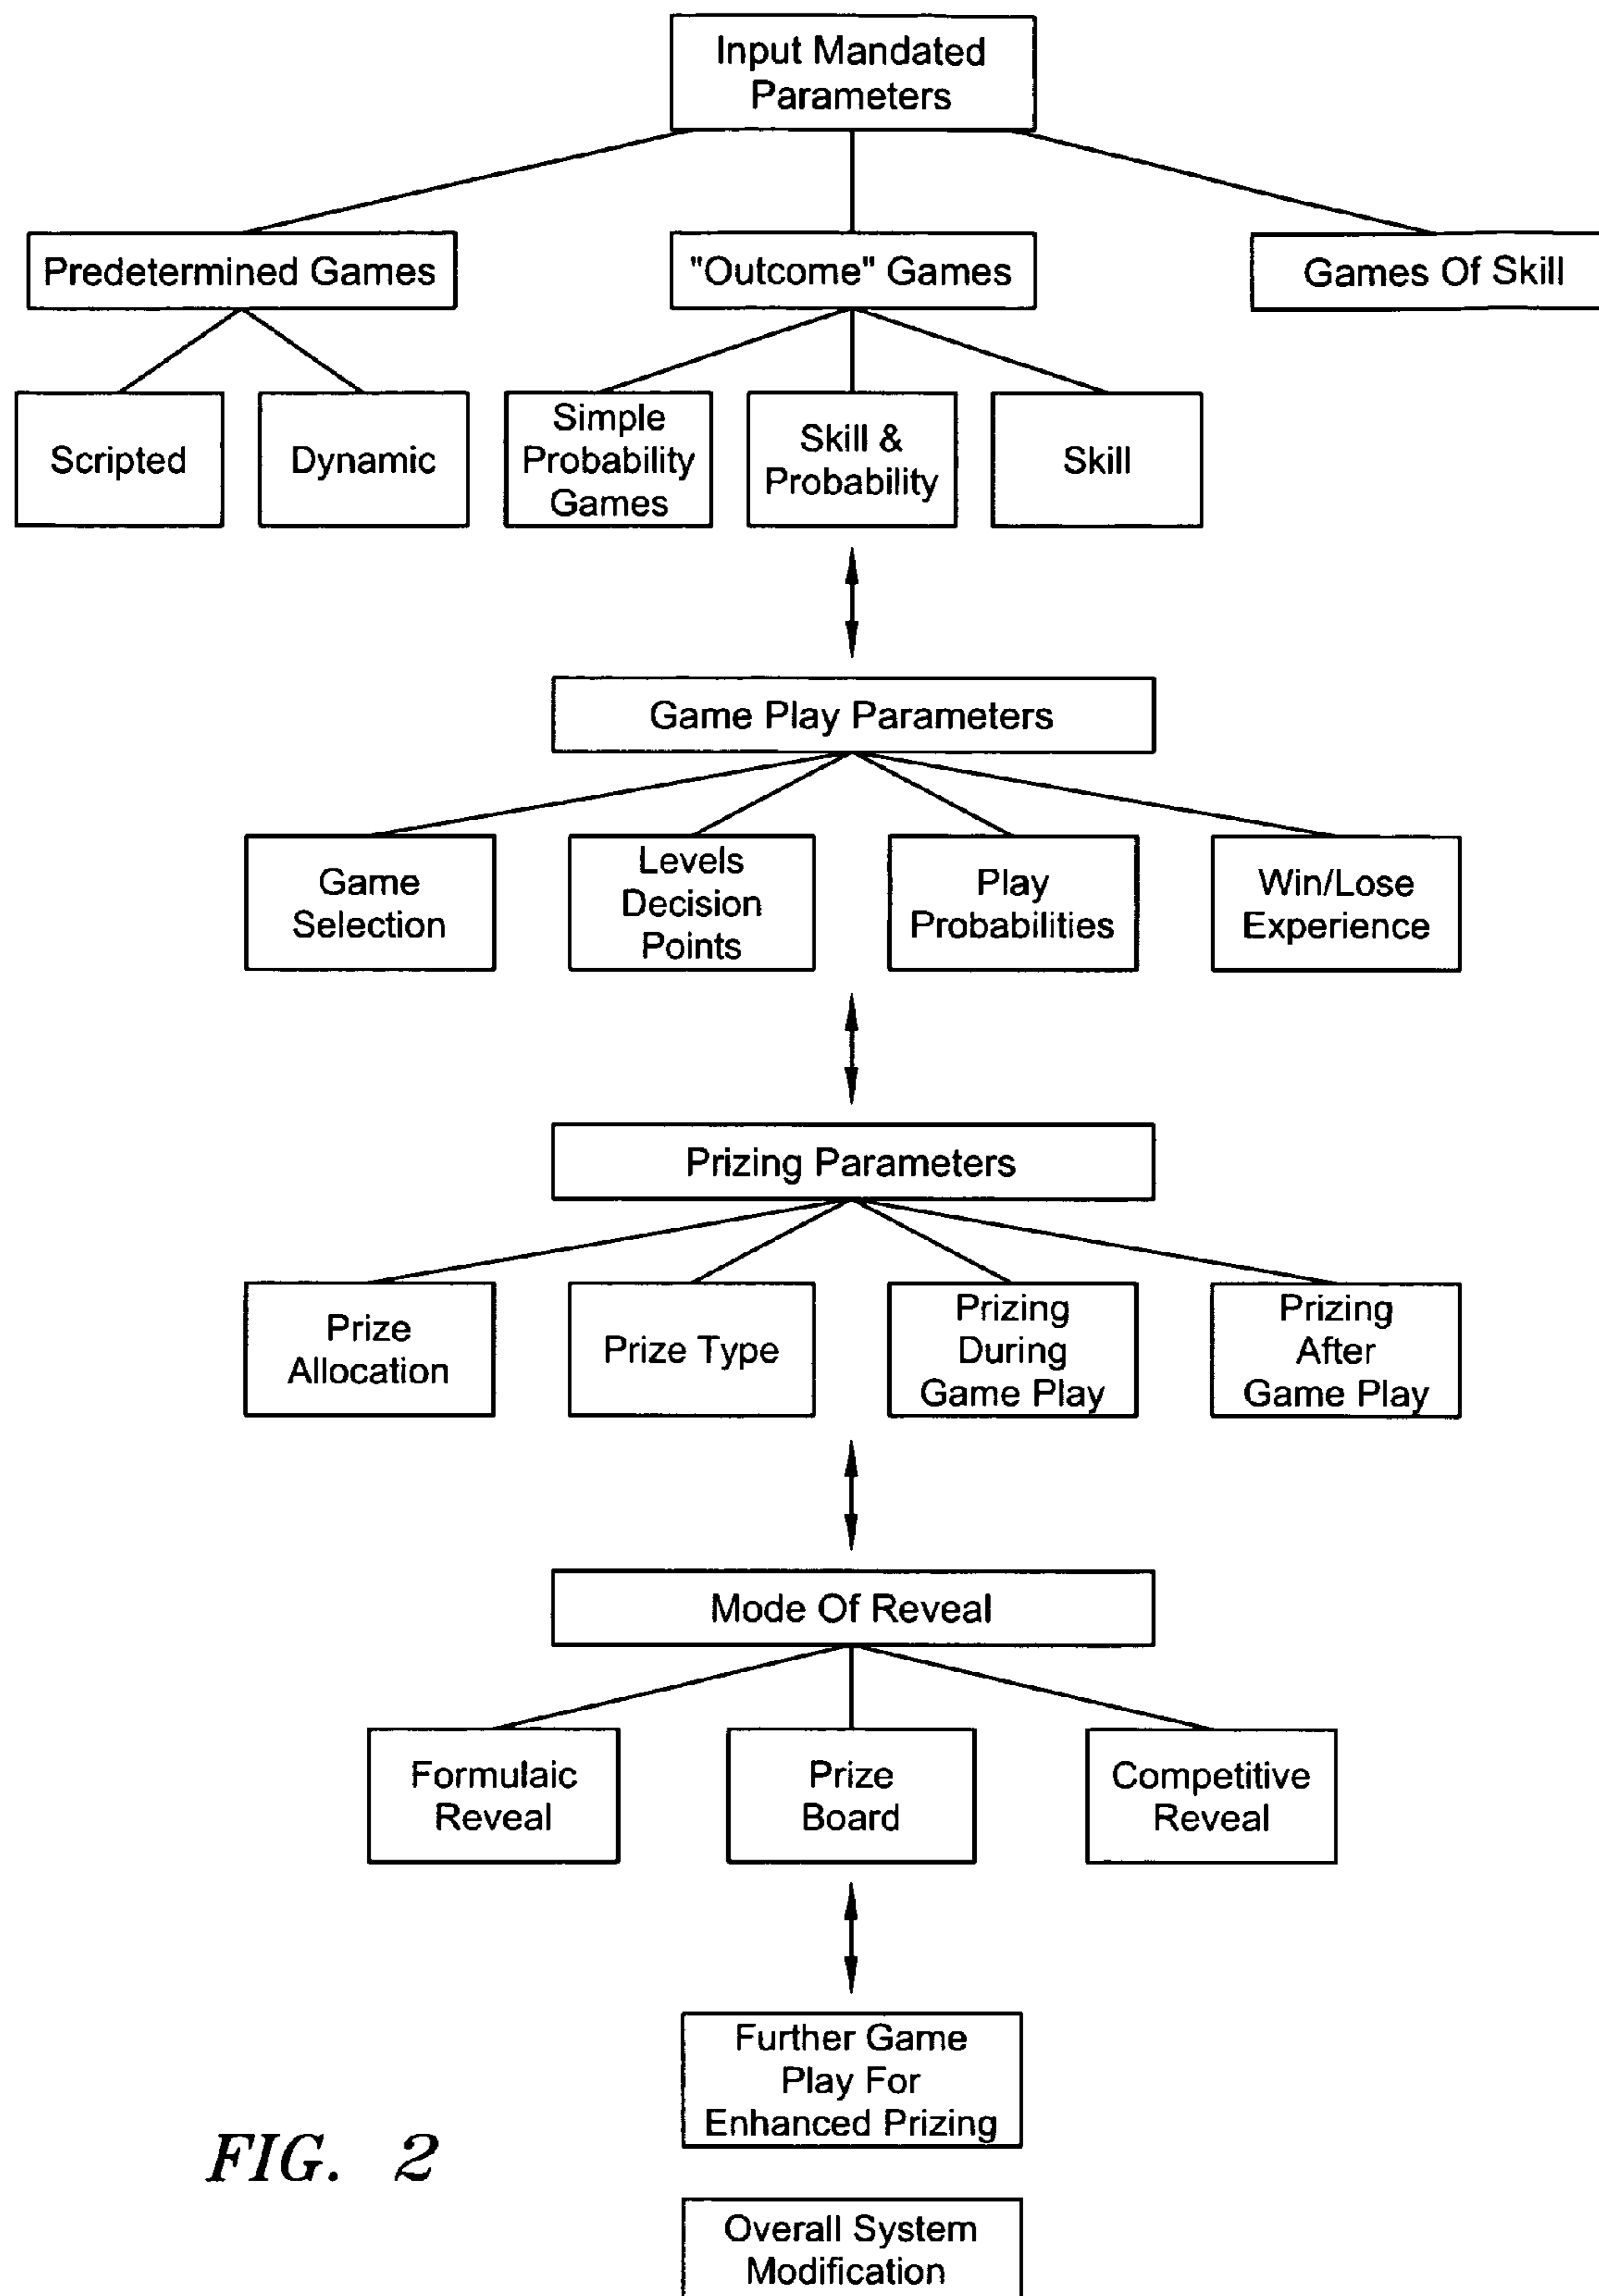 Input Mandated
Parameters
Predetermined Games
"Outcome" Games
Games Of Skill
Scripted
Dynamic
Simple
Probability
Games
Skill &
Probability
Skill
Game Play Parameters
Game
Selection
Levels
Decision
Points
Play
Probabilities
Win/Lose
Experience
Prizing Parameters
Prize
Allocation
Prize Type
Prizing
During
Game Play
Prizing
After
Game Play
Mode Of Reveal
Formulaic
Reveal
Prize
Board
Competitive
Reveal
Further Game
Play For
Enhanced Prizing
FIG. 2
Overall System
Modification